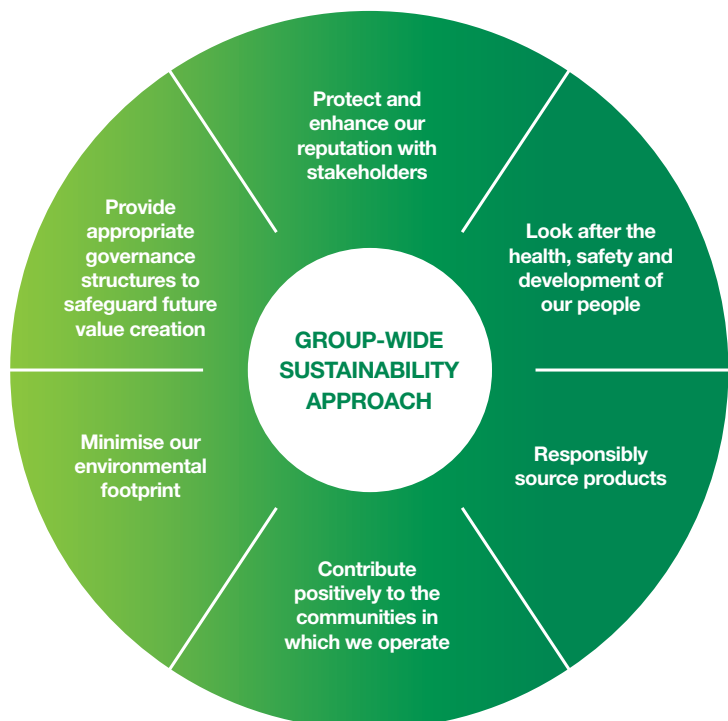 Protect and
enhance our
reputation with
stakeholders
Look after the
health, safety and
development of
our people
Responsibly
source products
Contribute
positively to the
communities in
which we operate
Minimise our
environmental
footprint
Provide
appropriate
governance
structures to
safeguard future
value creation
GROUP-WIDE
SUSTAINABILITY
APPROACH